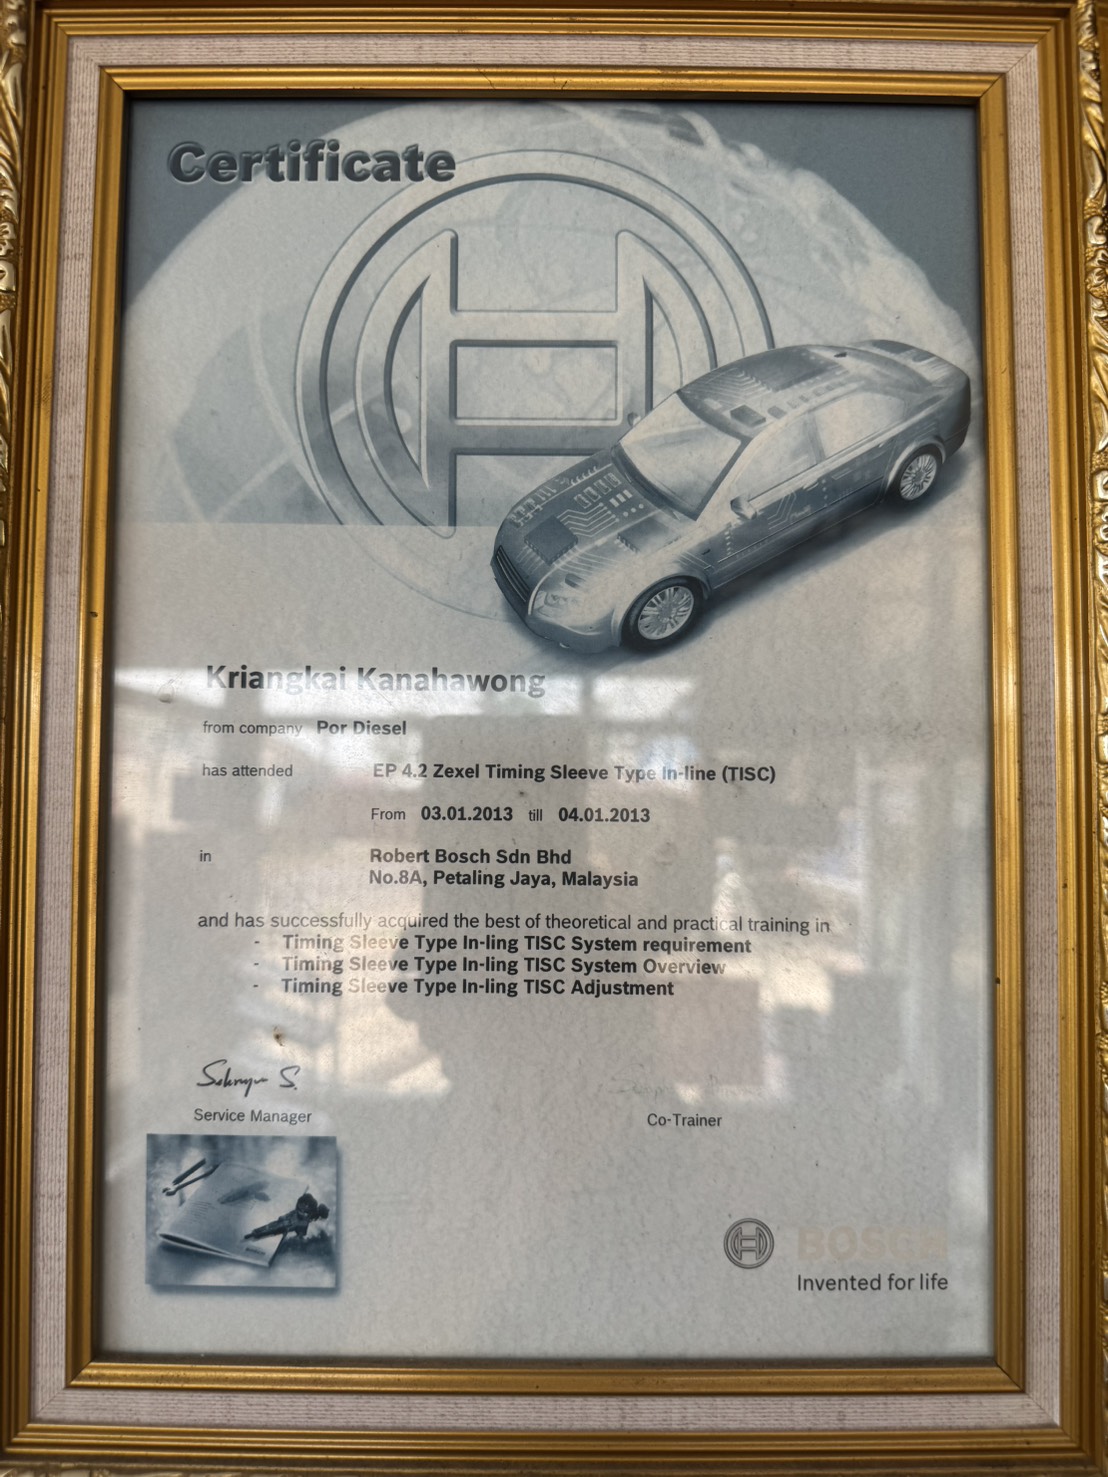 Certificate
Kriangkai Kanahawong
from company Por Diesel
has attended EP 4.2 Zexel Timing Sleeve Type In-line (TISC)
From 03.01.2013 till 04.01.2013
in Robert Bosch Sdn Bhd
No.8A, Petaling Jaya, Malaysia
and has successfully acquired the best of theoretical and practical training in
- Timing Sleeve Type In-ling TISC System requirement
- Timing Sleeve Type In-ling TISC System Overview
- Timing Sleeve Type In-ling TISC Adjustment
Service Manager Co-Trainer
BOSCH
Invented for life